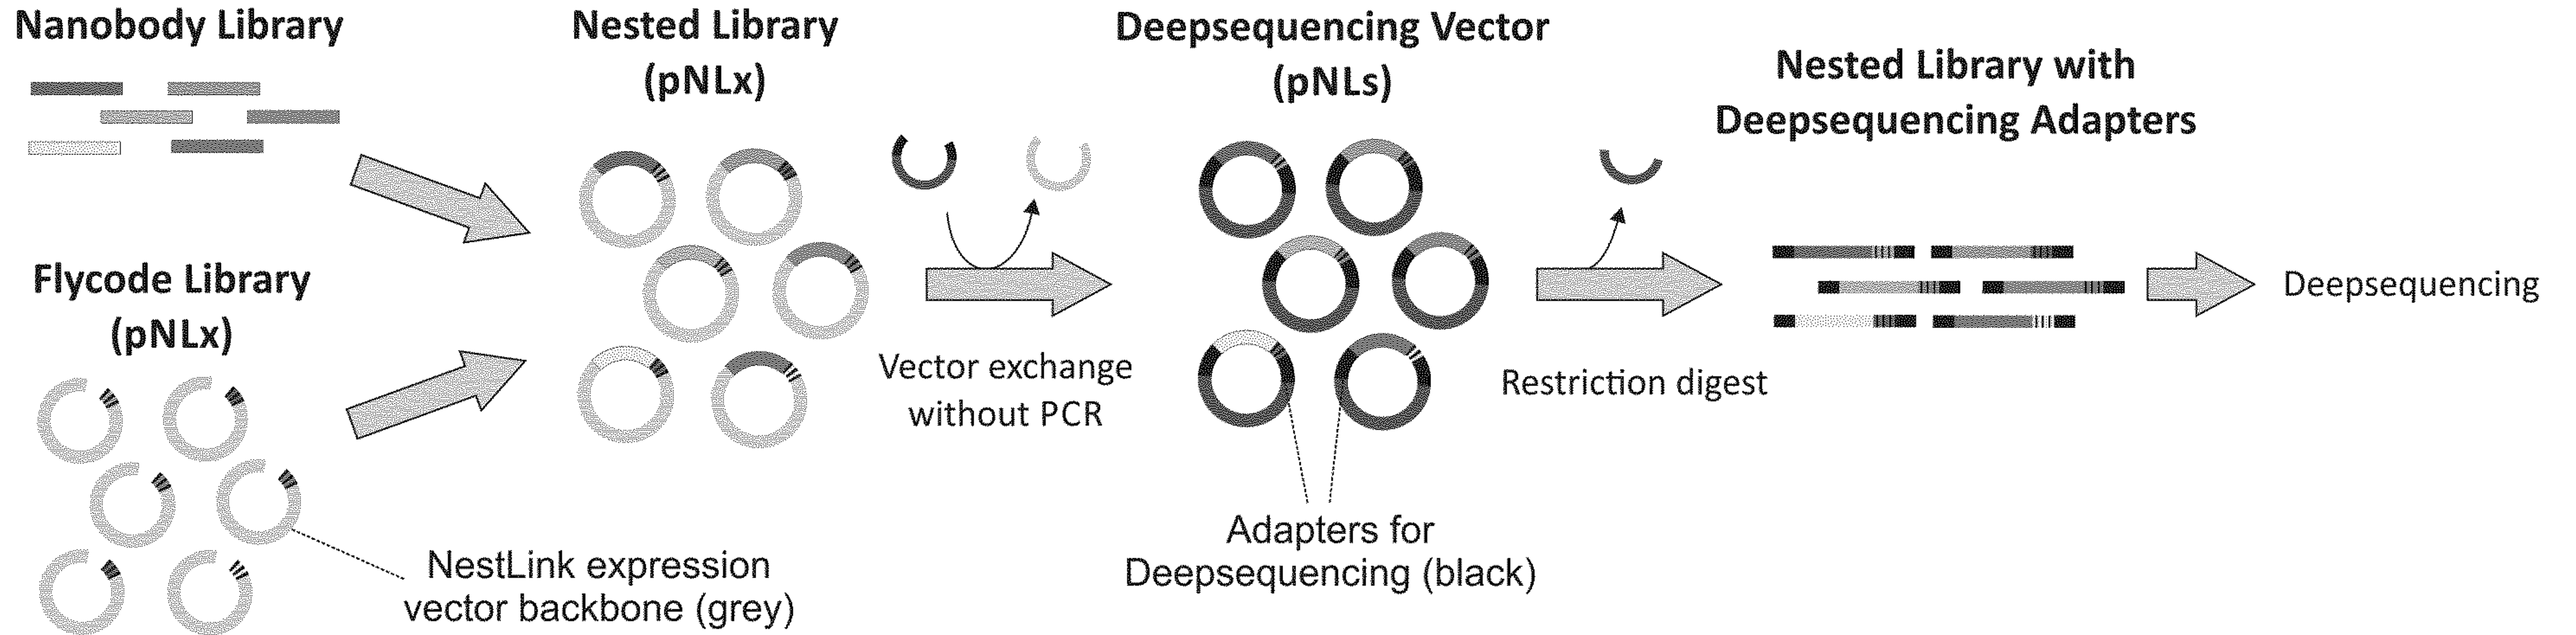 Nanobody Library
Flycode Library
(pNLx)
NestLink expression
vector backbone (grey)
Nested Library
(pNLx)
Vector exchange
without PCR
Deepsequencing Vector
(pNLs)
Adapters for
Deepsequencing (black)
Restriction digest
Nested Library with
Deepsequencing Adapters
Deepsequencing